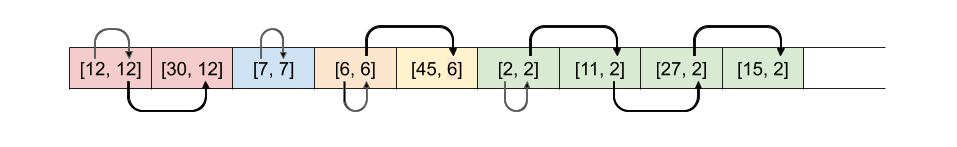 [12, 12] [30, 12] [7, 7] [6, 6] [45, 6] [2, 2] [11, 2] [27, 2] [15, 2]